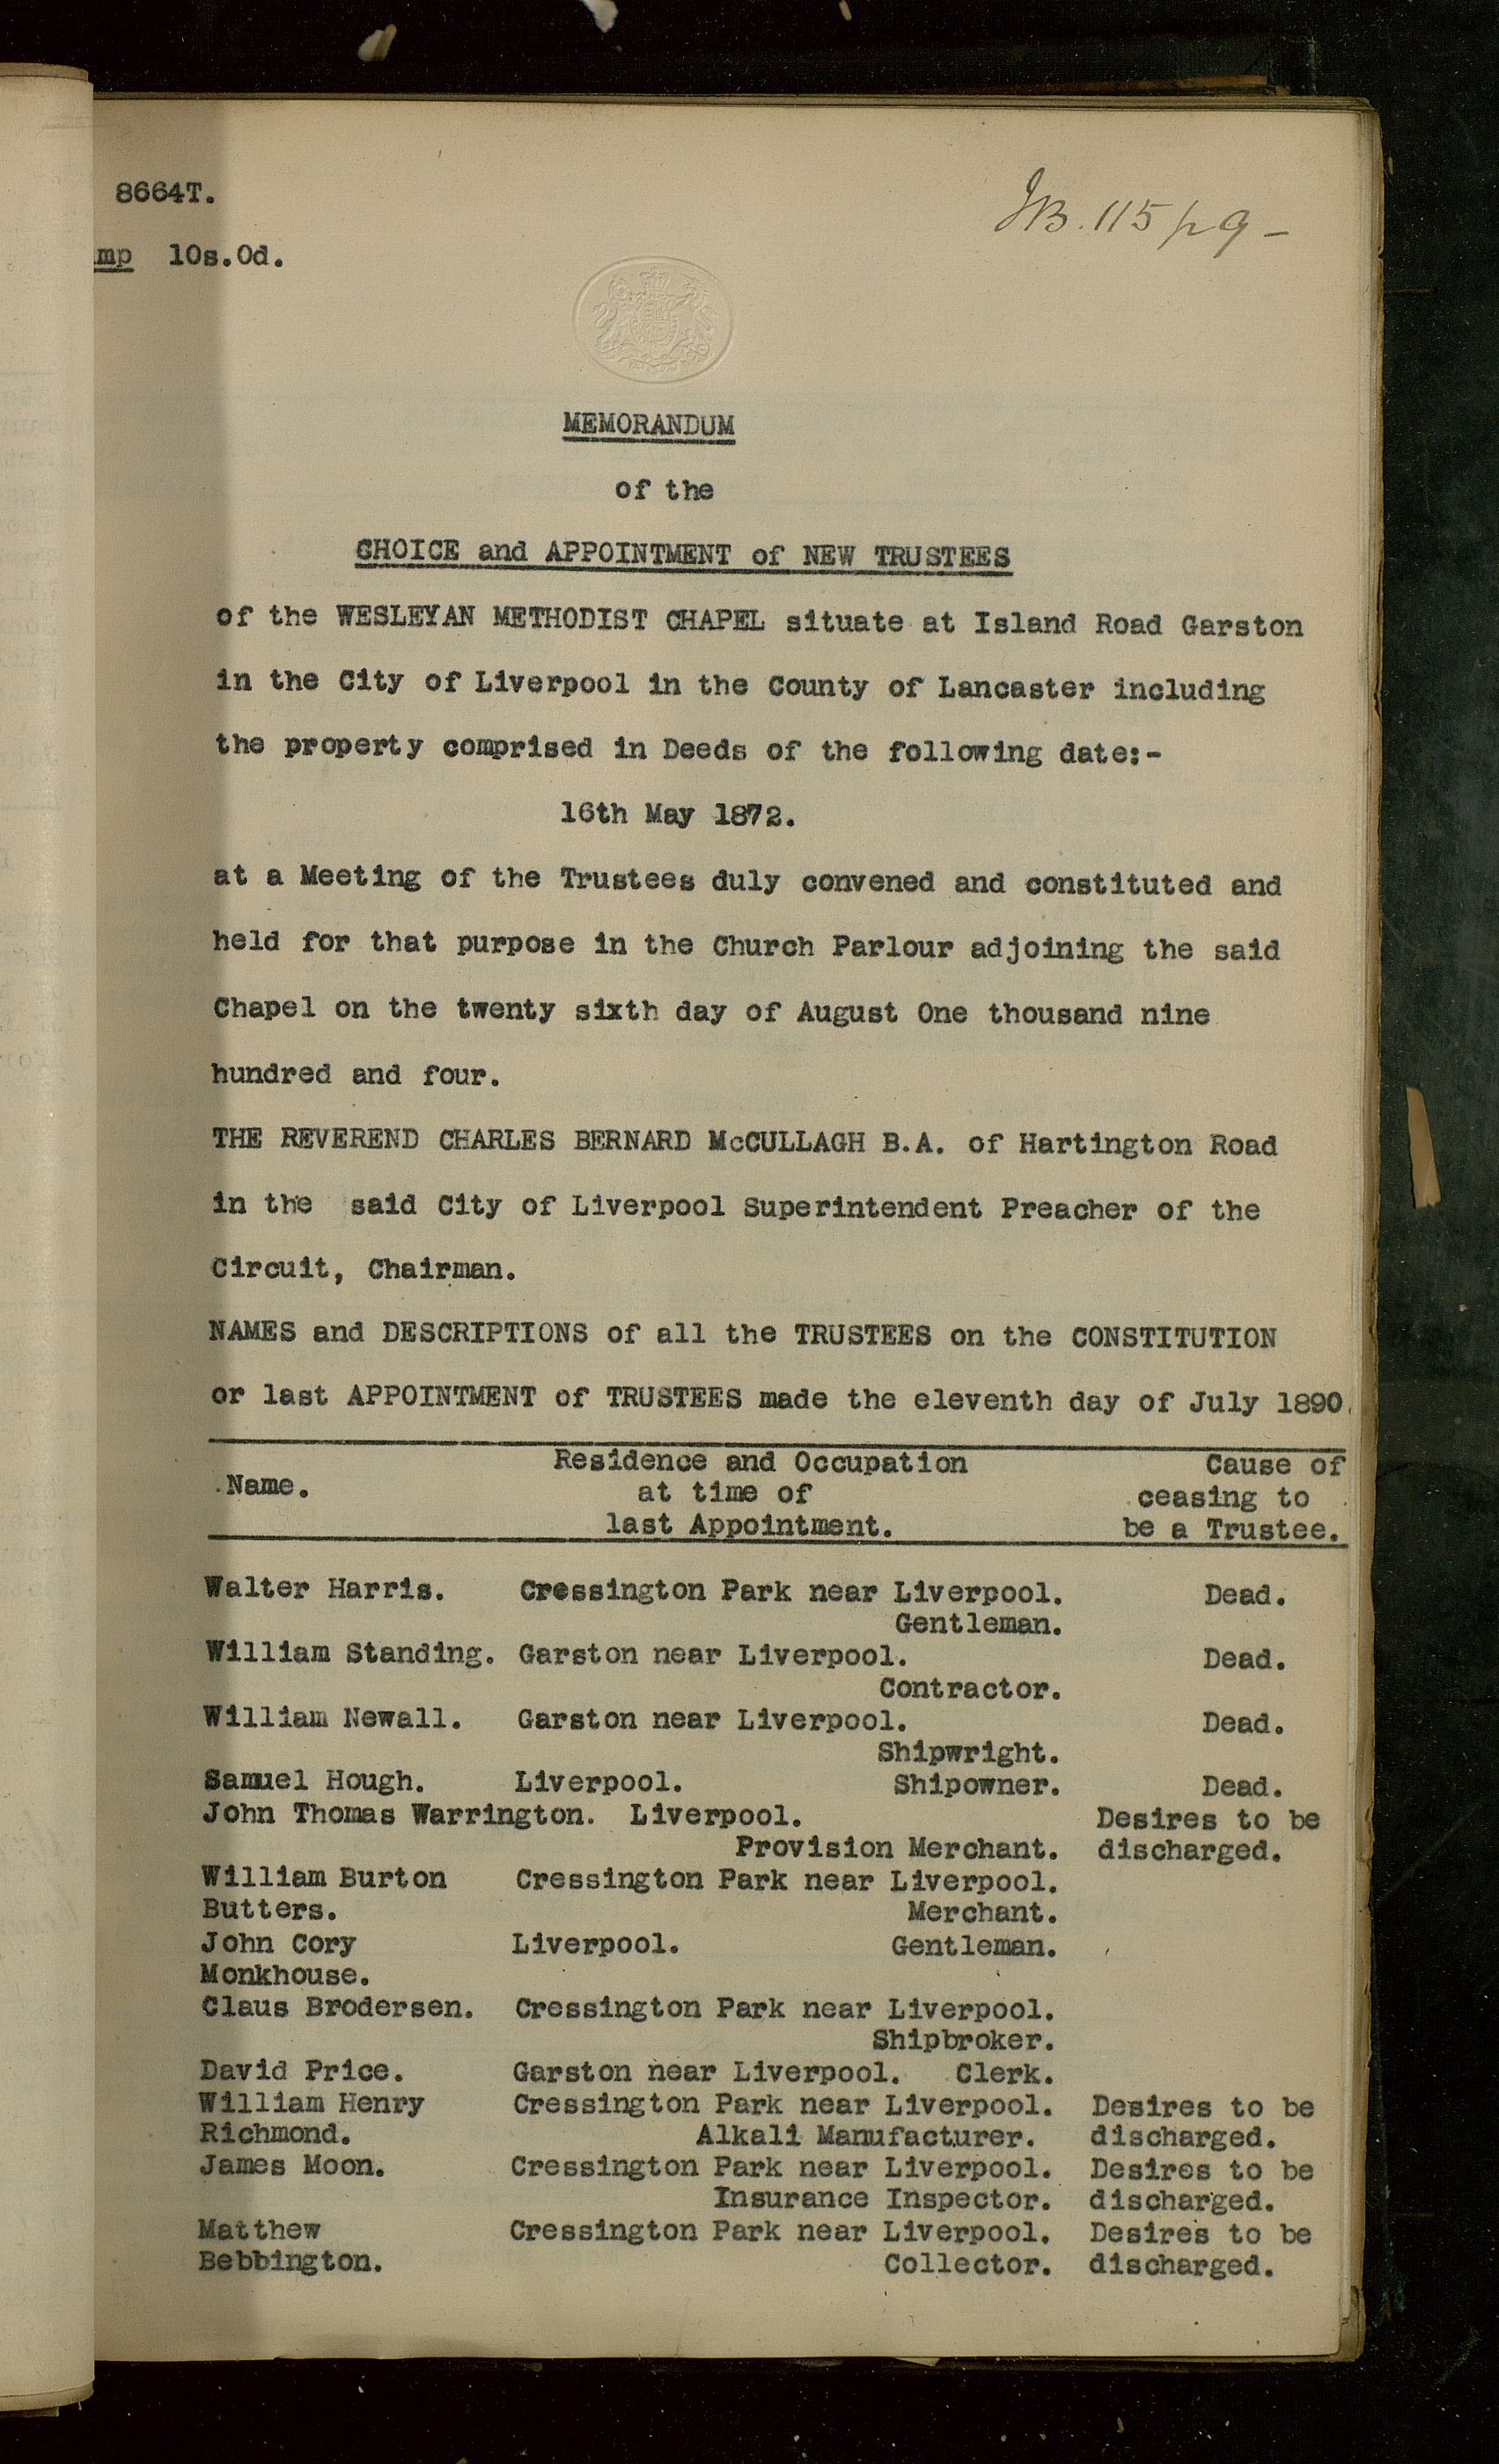 8664T.
JB. 115 p 9 -
mp 10s.0d.
MEMORANDUM
of the
CHOICE and APPOINTMENT of NEW TRUSTEES
of the WESLEYAN METHODIST CHAPEL situate at Island Road Garston
in the City of Liverpool in the County of Lancaster including
the property comprised in Deeds of the following date:-
16th May 1872.
at a Meeting of the Trustees duly convened and constituted and
held for that purpose in the Church Parlour adjoining the said
Chapel on the twenty sixth day of August One thousand nine
hundred and four.
THE REVEREND CHARLES BERNARD McCULLAGH B.A. of Hartington Road
in the said City of Liverpool Superintendent Preacher of the
Circuit, Chairman.
NAMES and DESCRIPTIONS of all the TRUSTEES on the CONSTITUTION
or last APPOINTMENT of TRUSTEES made the eleventh day of July 1890.
Residence and Occupation Cause of
Name. at time of ceasing to
last Appointment. be a Trustee.
Walter Harris. Cressington Park near Liverpool. Dead.
Gentleman.
William Standing. Garston near Liverpool. Dead.
Contractor.
William Newall. Garston near Liverpool. Dead.
Shipwright.
Samuel Hough. Liverpool. Shipowner. Dead.
John Thomas Warrington. Liverpool. Desires to be
Provision Merchant. discharged.
William Burton Cressington Park near Liverpool.
Butters. Merchant.
John Cory Liverpool. Gentleman.
Monkhouse.
Claus Brodersen. Cressington Park near Liverpool.
Shipbroker.
David Price. Garston near Liverpool. Clerk.
William Henry Cressington Park near Liverpool. Desires to be
Richmond. Alkali Manufacturer. discharged.
James Moon. Cressington Park near Liverpool. Desires to be
Insurance Inspector. discharged.
Matthew Cressington Park near Liverpool. Desires to be
Bebbington. Collector. discharged.